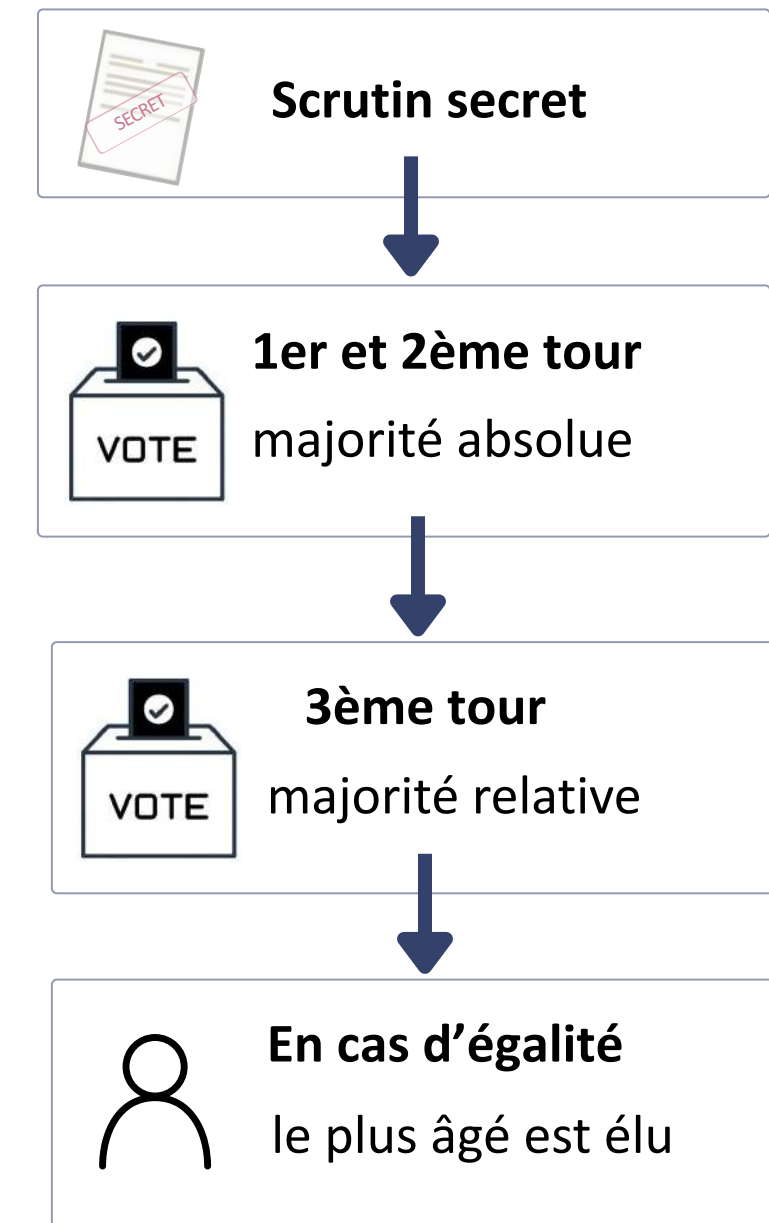 SECRET
Scrutin secret
1er et 2ème tour
VOTE
majorité absolue
3ème tour
VOTE
majorité relative
En cas d’égalité
le plus âgé est élu